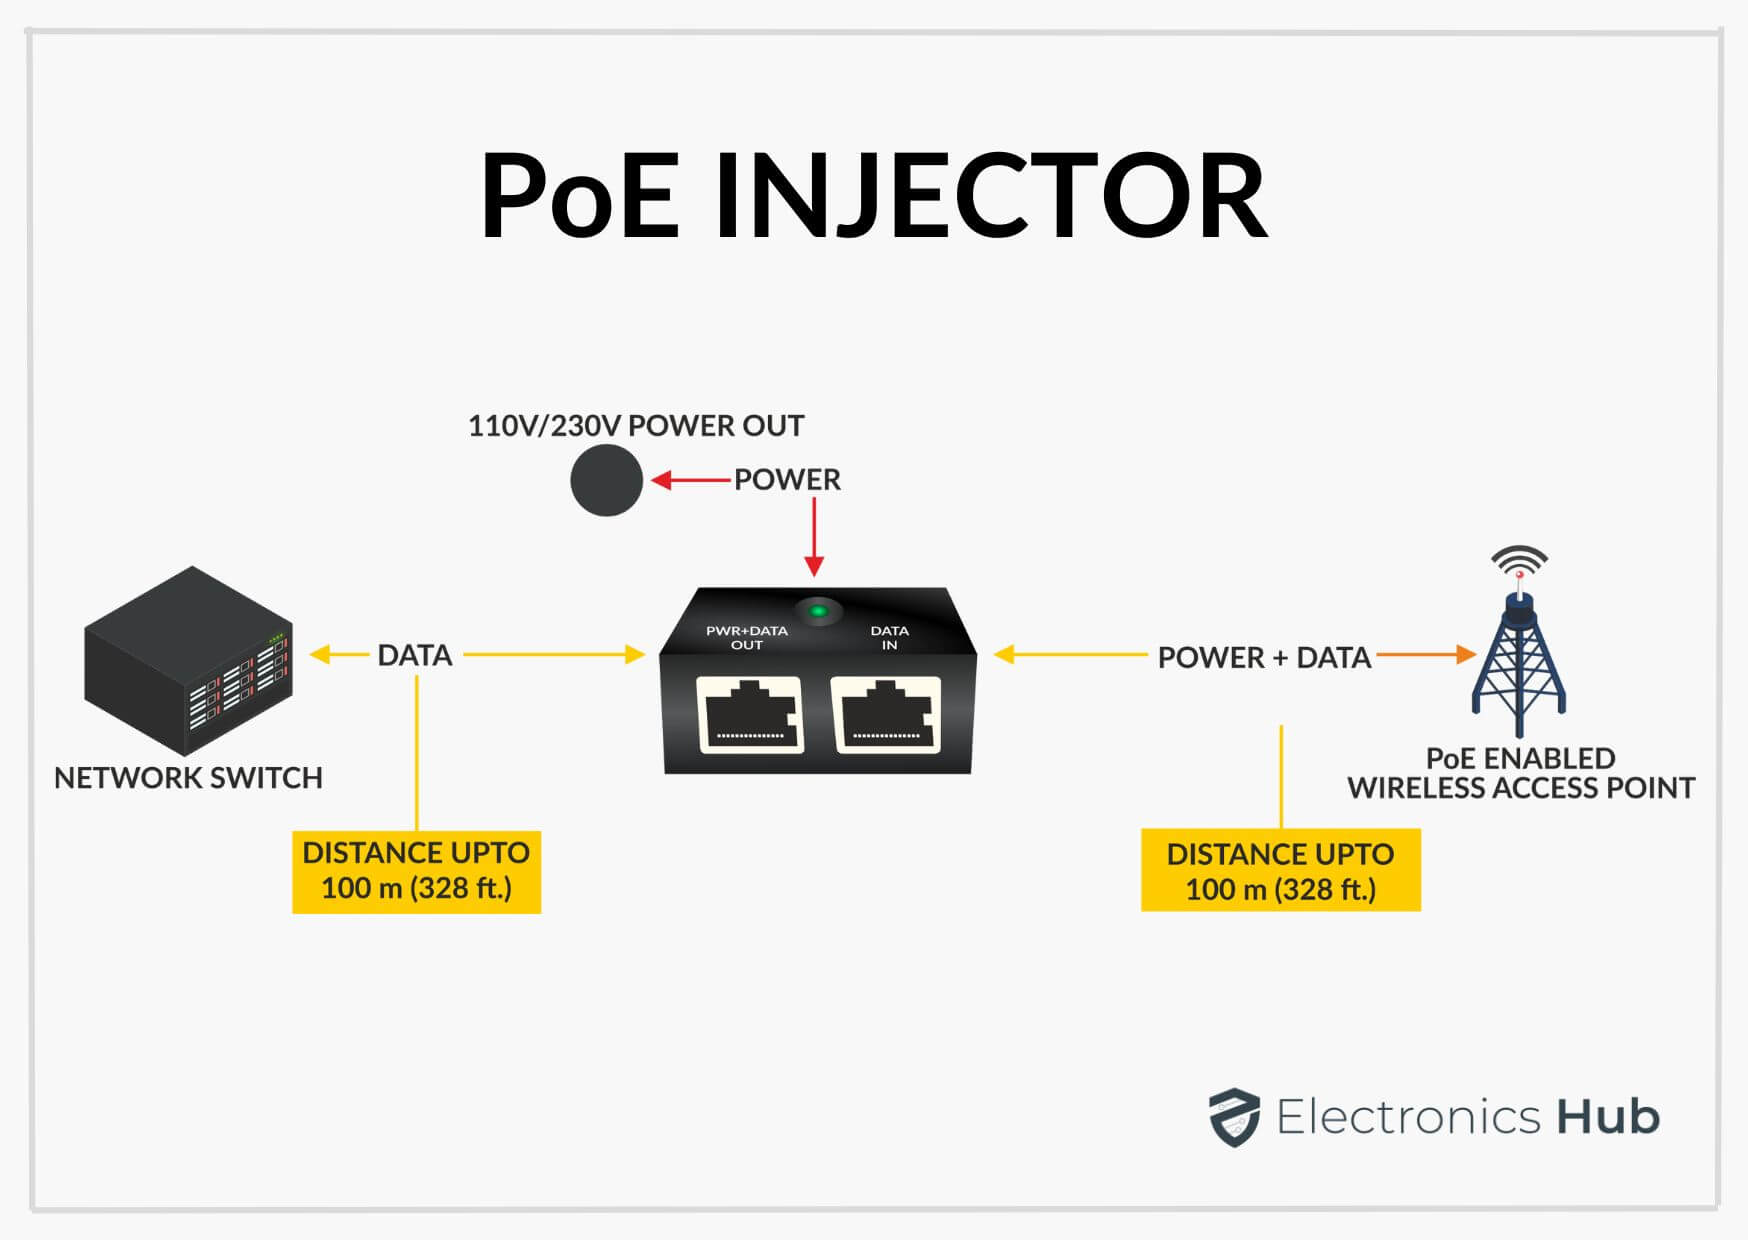 PoE INJECTOR
110V/230V POWER OUT
POWER
PWR+DATA
OUT
DATA
IN
DATA
POWER + DATA
NETWORK SWITCH
PoE ENABLED
WIRELESS ACCESS POINT
DISTANCE UPTO
100 m (328 ft.)
DISTANCE UPTO
100 m (328 ft.)
Electronics Hub